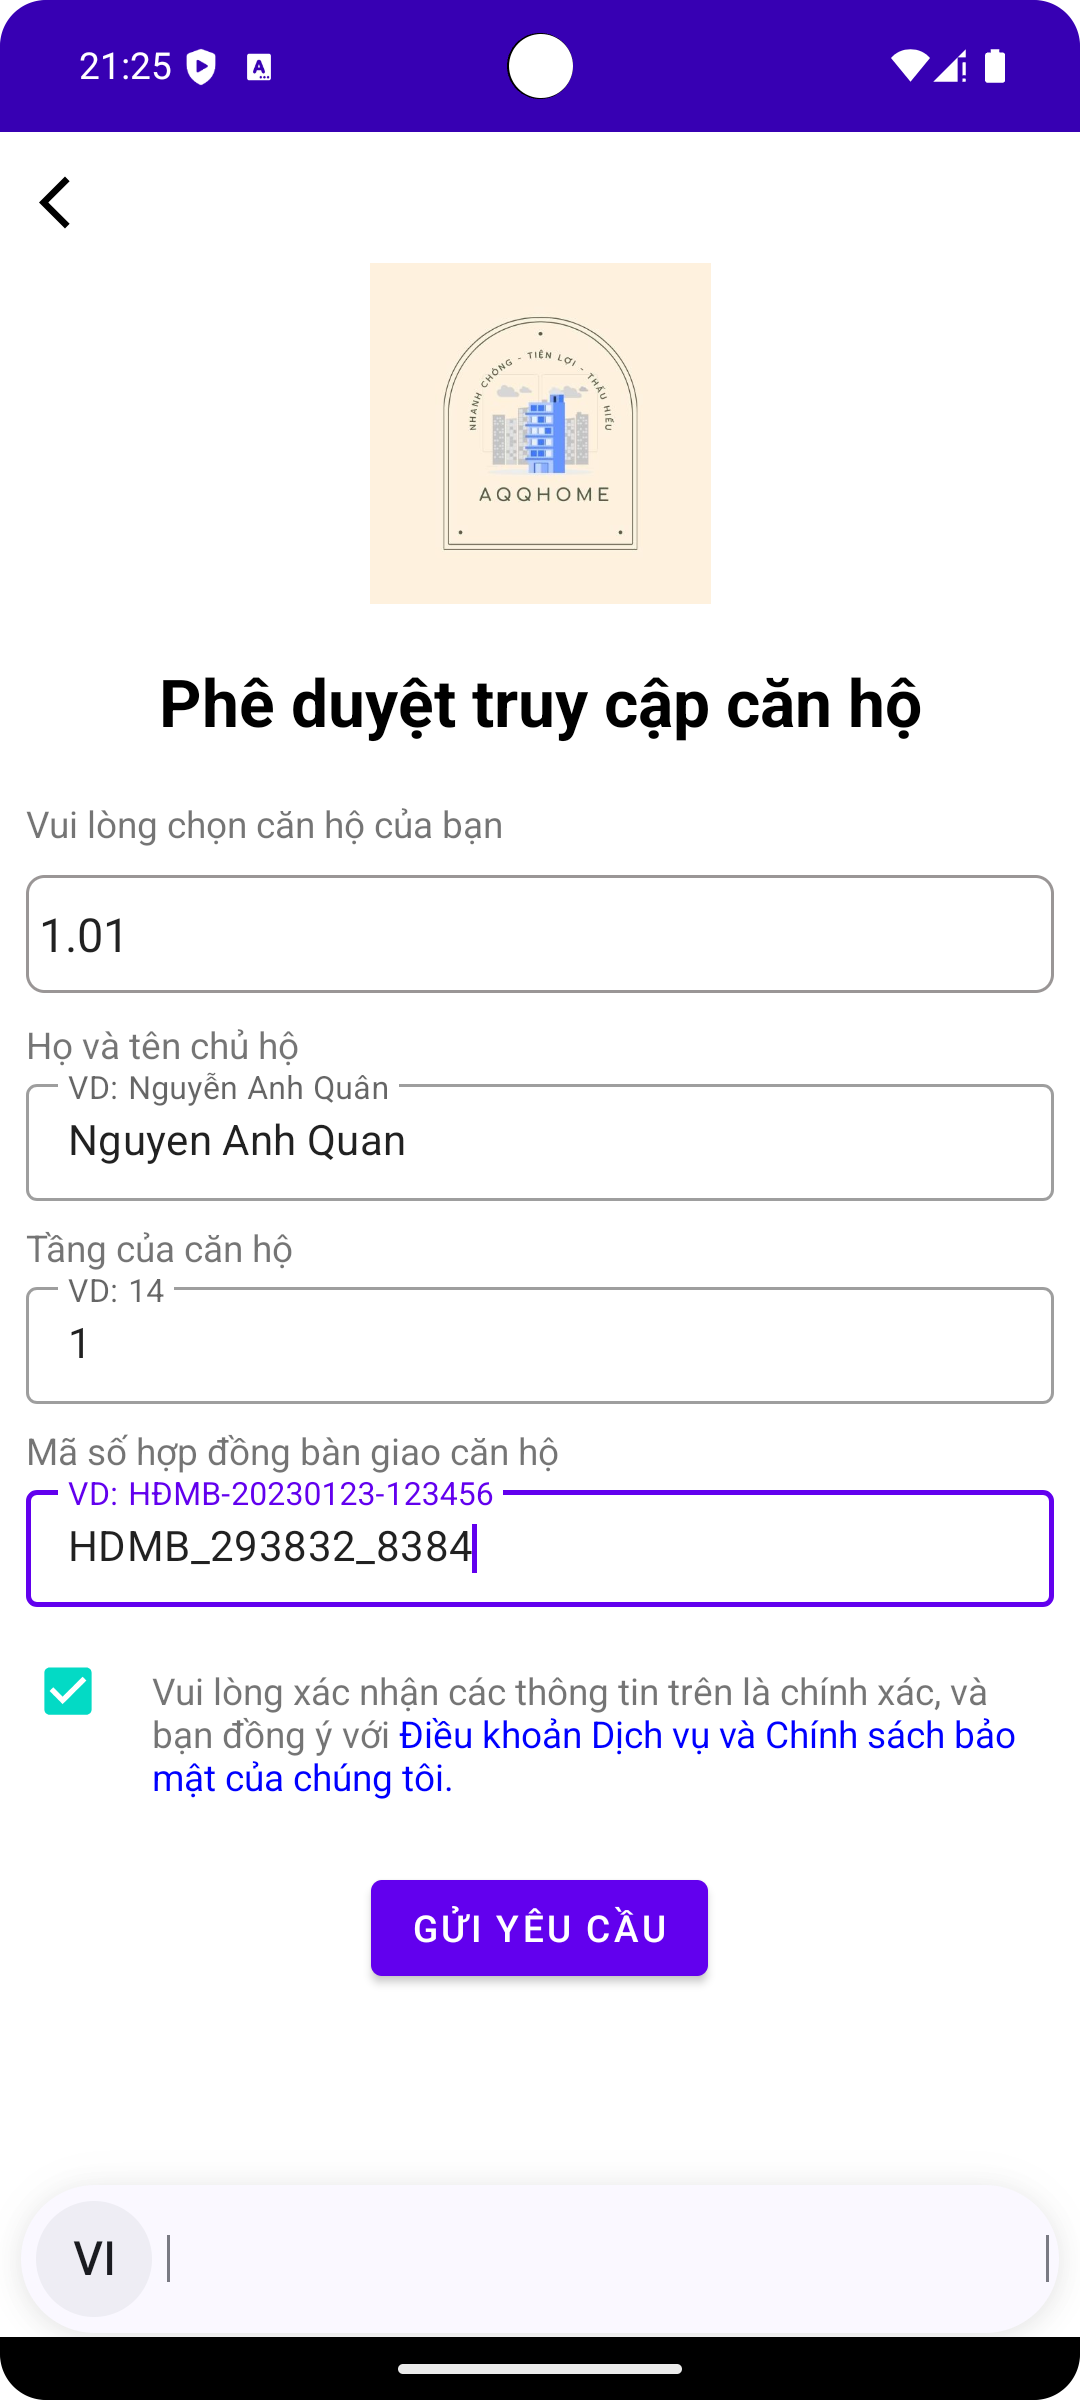 21:25
NHANH CHÓNG - TIỆN LỢI - THẤU HIỂU
AQQHOME
Phê duyệt truy cập căn hộ
Vui lòng chọn căn hộ của bạn
1.01
Họ và tên chủ hộ
VD: Nguyễn Anh Quân
Nguyen Anh Quan
Tầng của căn hộ
VD: 14
1
Mã số hợp đồng bàn giao căn hộ
VD: HĐMB-20230123-123456
HDMB_293832_8384
Vui lòng xác nhận các thông tin trên là chính xác, và
bạn đồng ý với Điều khoản Dịch vụ và Chính sách bảo
mật của chúng tôi.
GỬI YÊU CẦU
VI